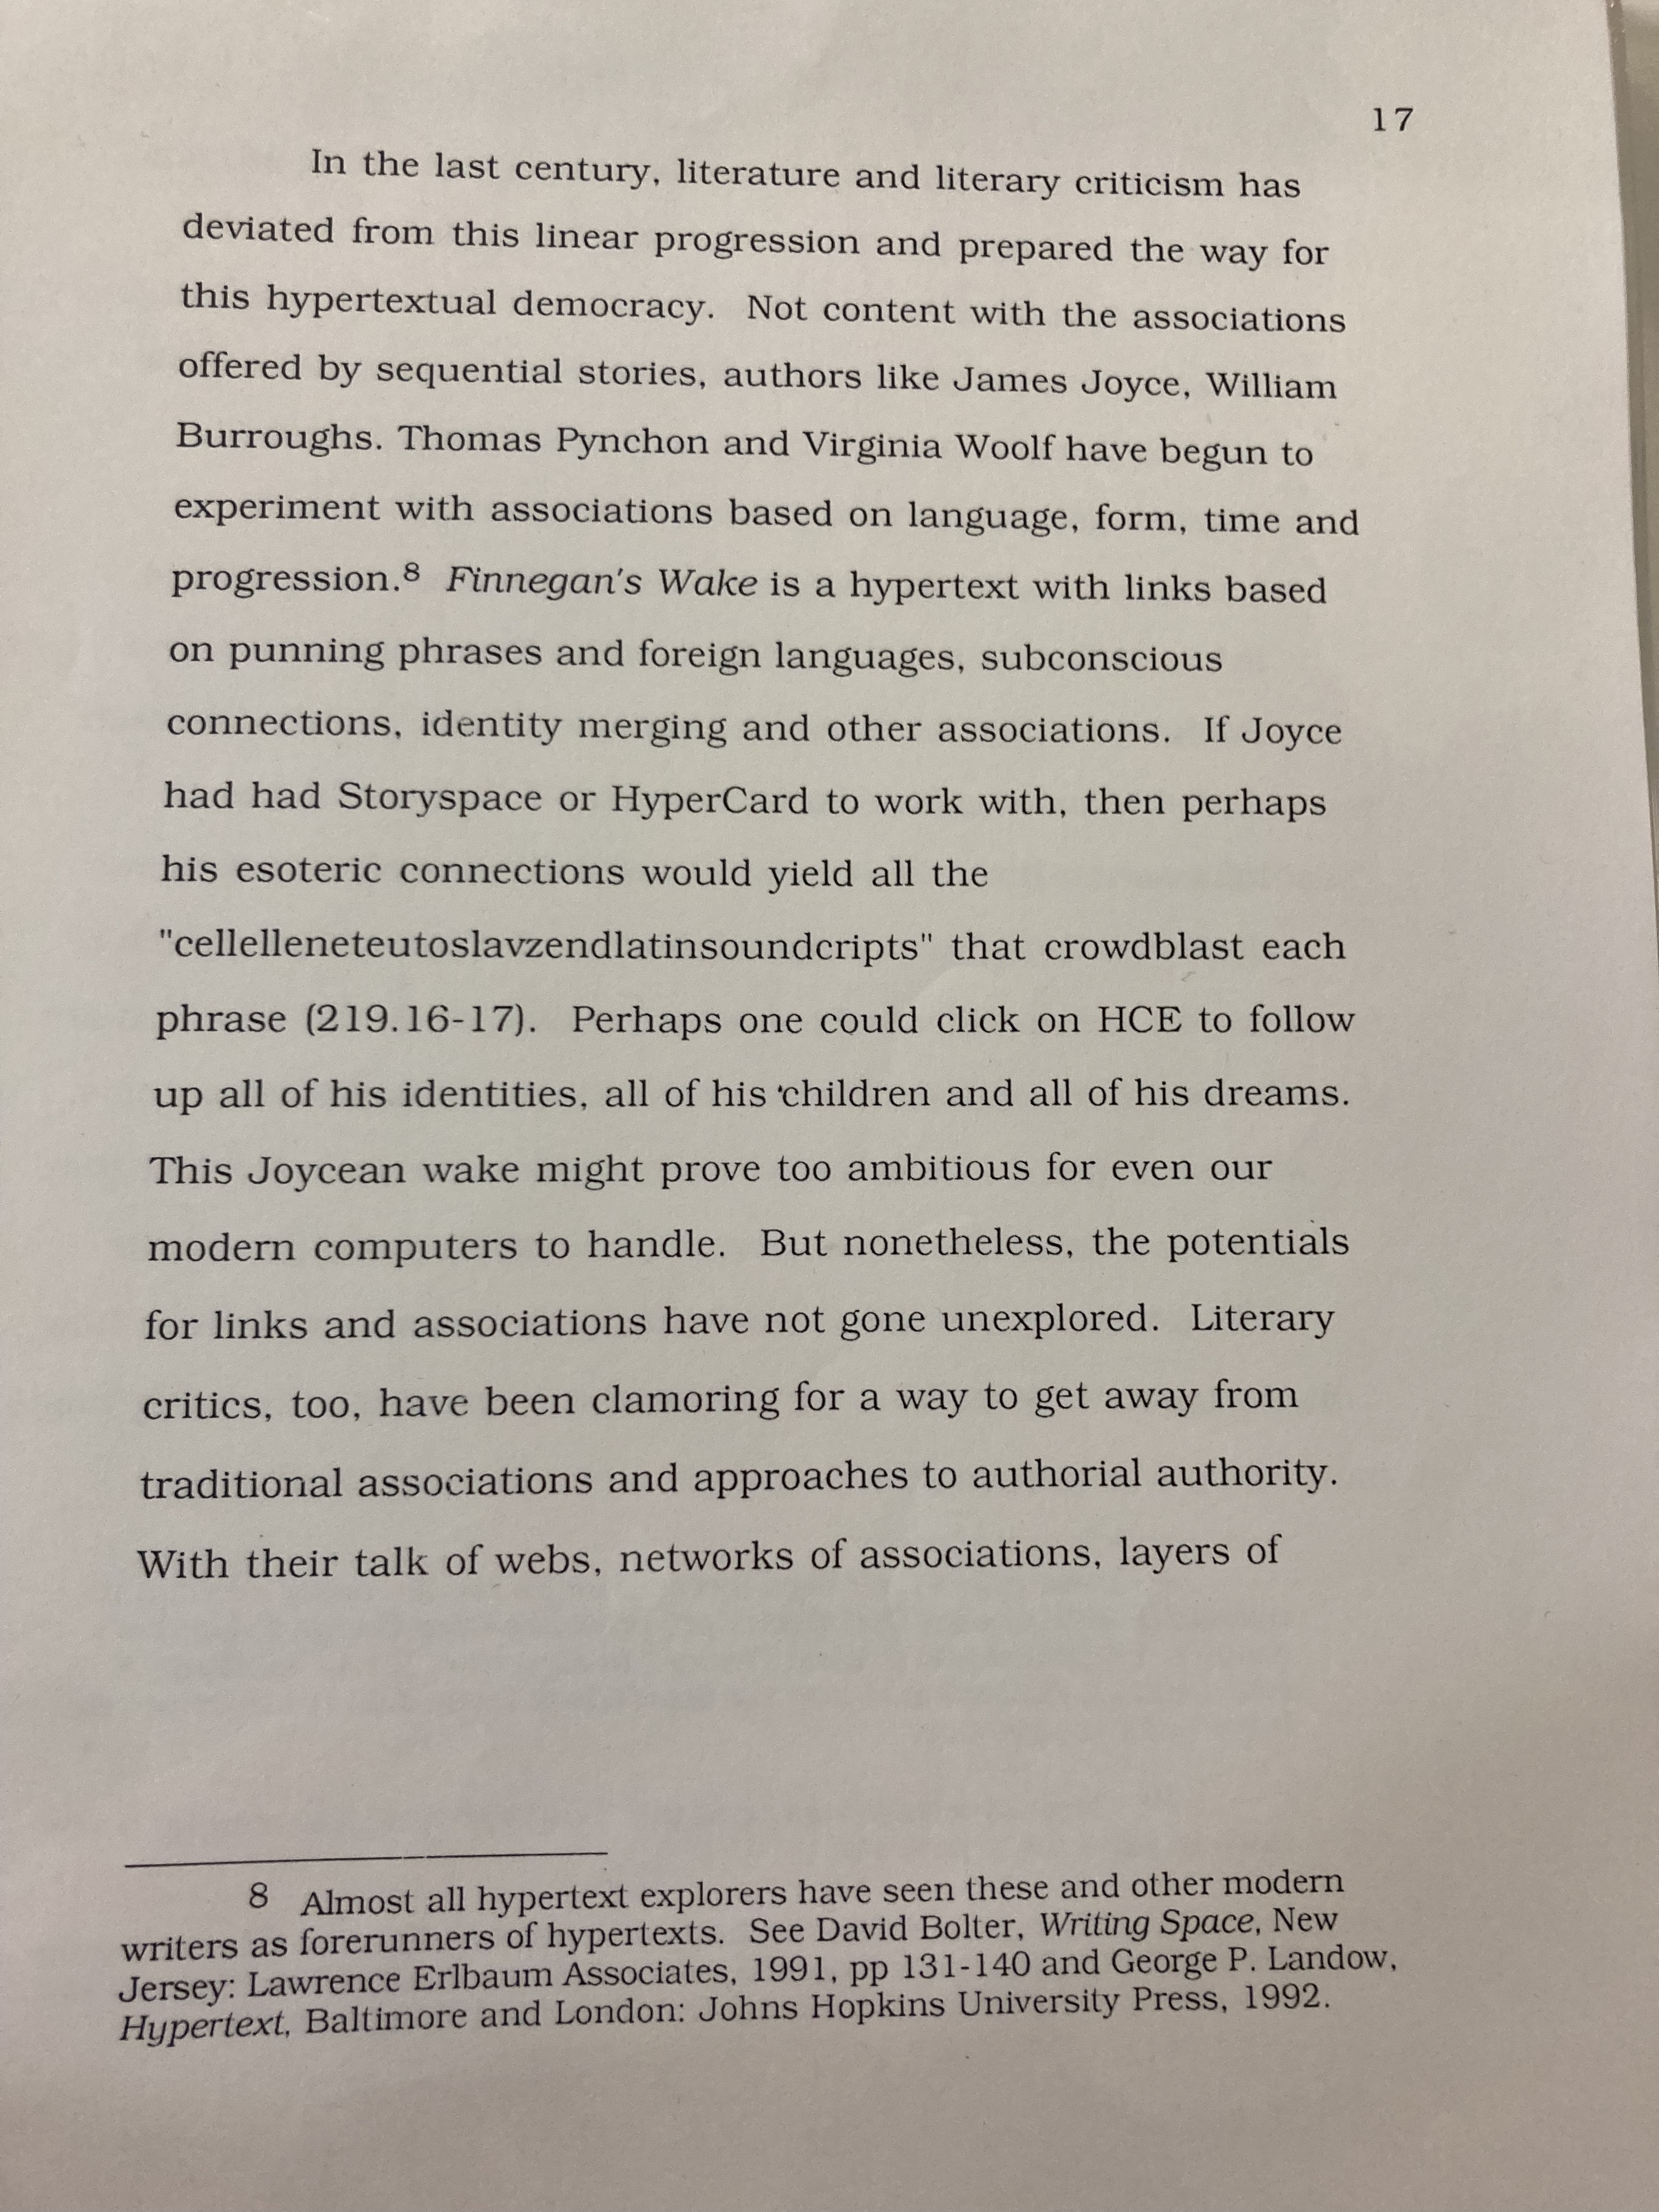 17
In the last century, literature and literary criticism has
deviated from this linear progression and prepared the way for
this hypertextual democracy. Not content with the associations
offered by sequential stories, authors like James Joyce, William
Burroughs. Thomas Pynchon and Virginia Woolf have begun to
experiment with associations based on language, form, time and
progression.8 Finnegan's Wake is a hypertext with links based
on punning phrases and foreign languages, subconscious
connections, identity merging and other associations. If Joyce
had had Storyspace or HyperCard to work with, then perhaps
his esoteric connections would yield all the
"cellelleneteutoslavzendlatinsoundcripts" that crowdblast each
phrase (219.16-17). Perhaps one could click on HCE to follow
up all of his identities, all of his children and all of his dreams.
This Joycean wake might prove too ambitious for even our
modern computers to handle. But nonetheless, the potentials
for links and associations have not gone unexplored. Literary
critics, too, have been clamoring for a way to get away from
traditional associations and approaches to authorial authority.
With their talk of webs, networks of associations, layers of
8 Almost all hypertext explorers have seen these and other modern
writers as forerunners of hypertexts. See David Bolter, Writing Space, New
Jersey: Lawrence Erlbaum Associates, 1991, pp 131-140 and George P. Landow,
Hypertext, Baltimore and London: Johns Hopkins University Press, 1992.